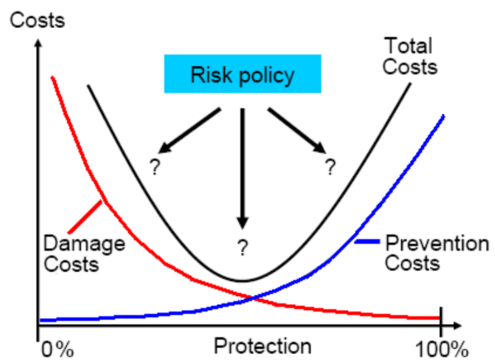 Costs
Total
Costs
Risk policy
?
?
?
Damage
Costs
Prevention
Costs
0%
Protection
100%